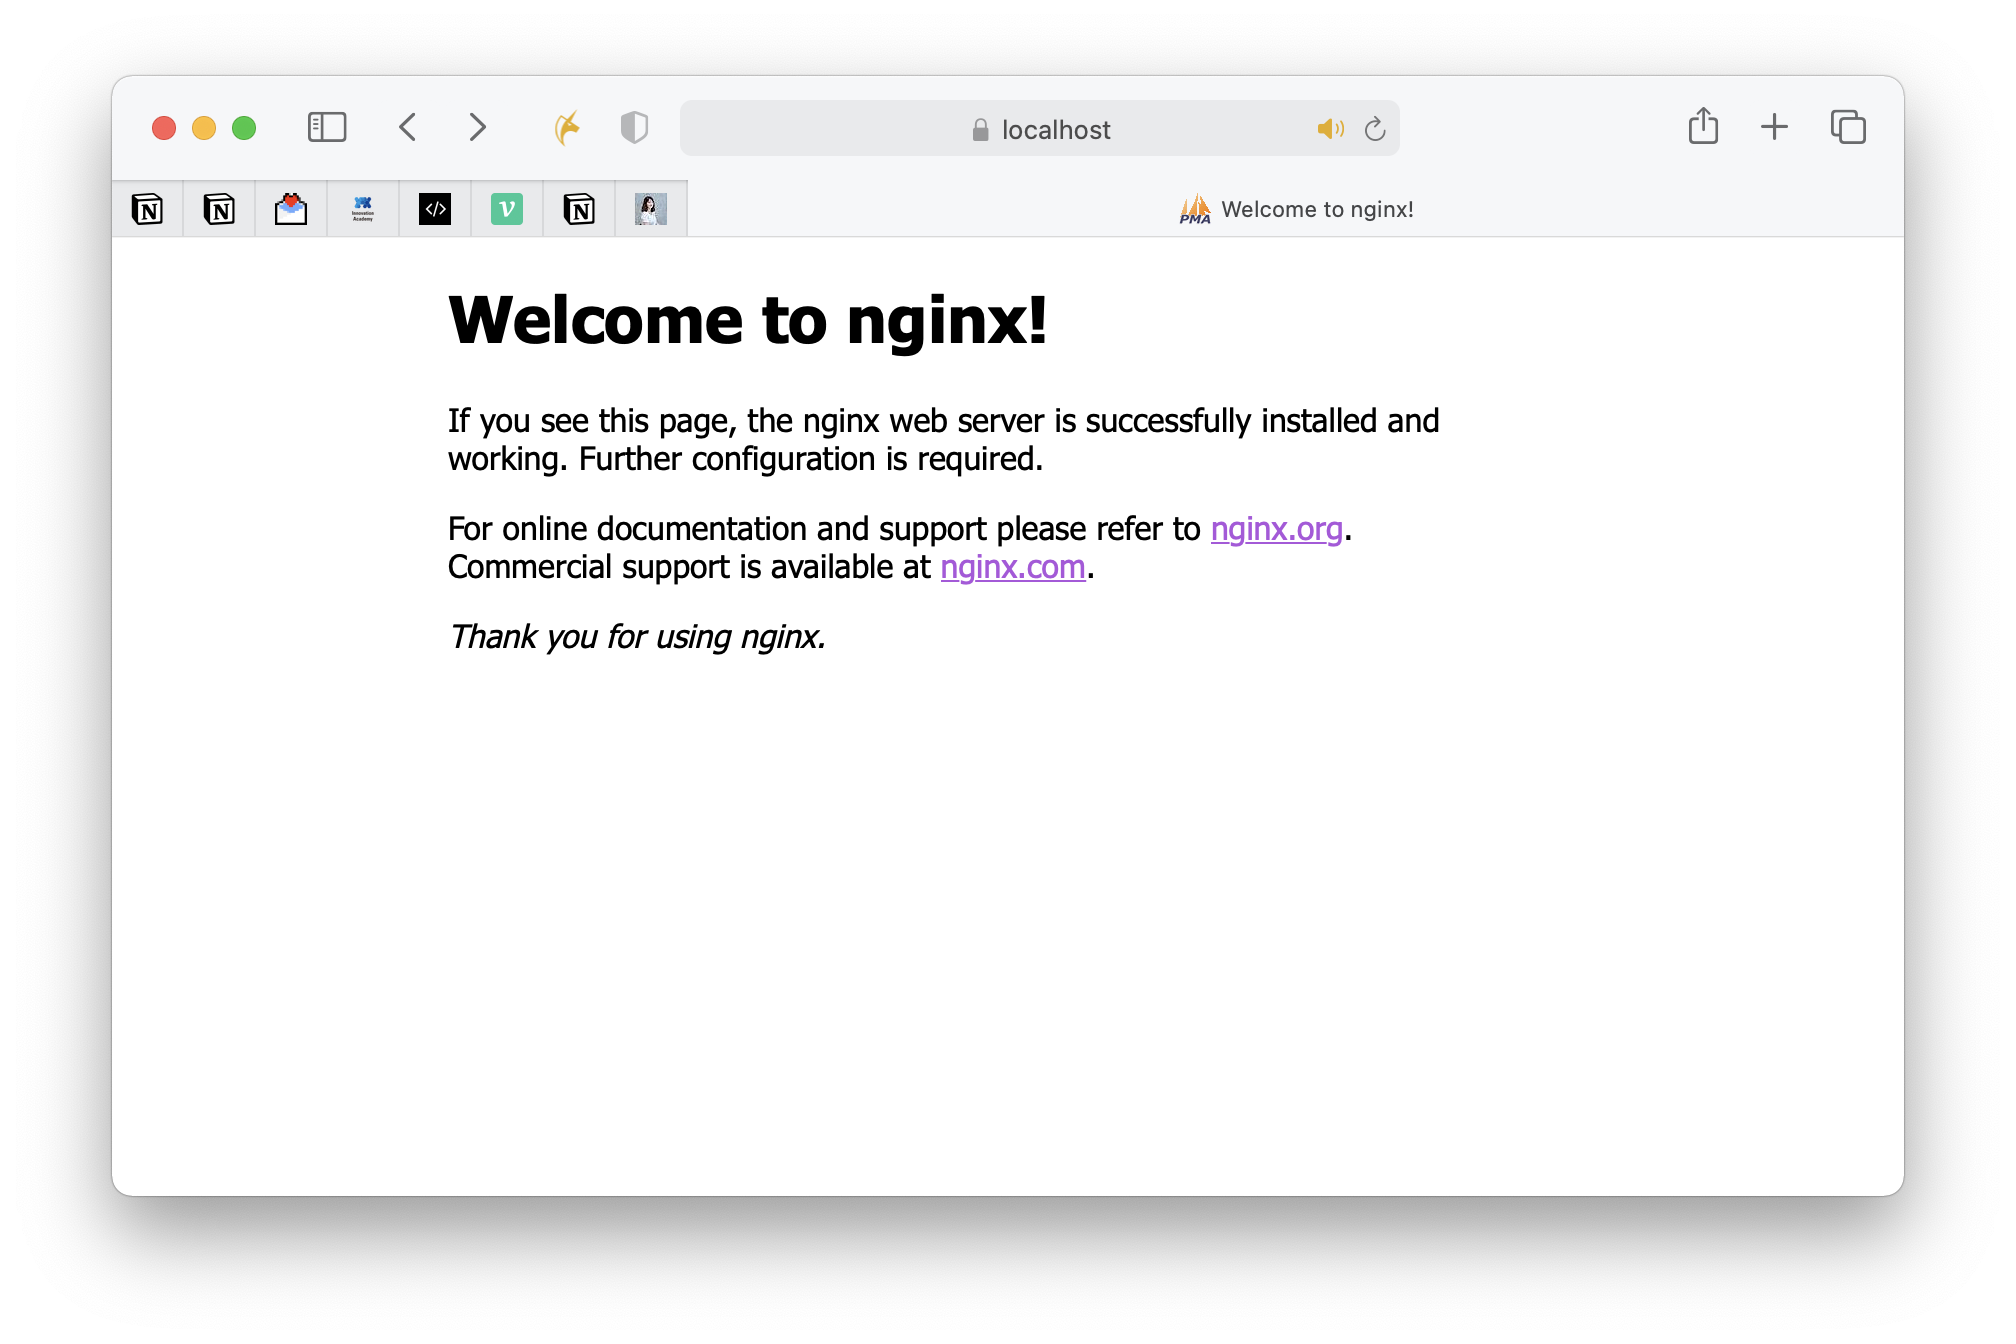 localhost
N
N
Innovation
Academy
</>
v
N
PMA Welcome to nginx!
Welcome to nginx!
If you see this page, the nginx web server is successfully installed and
working. Further configuration is required.
For online documentation and support please refer to nginx.org.
Commercial support is available at nginx.com.
Thank you for using nginx.